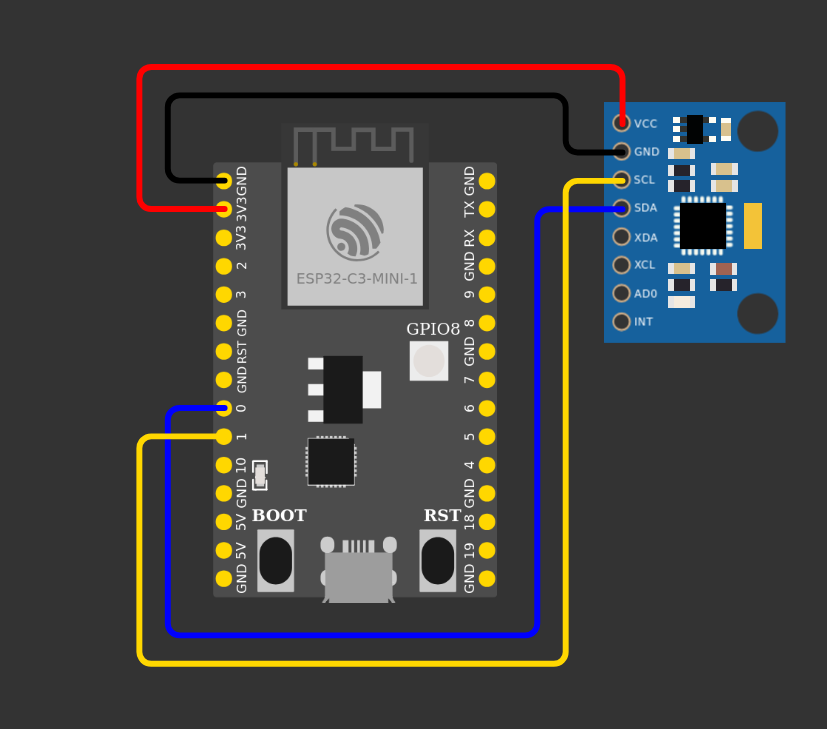 GND
3V3
3V3
2
3
GND
RST
GND
0
1
10
GND
5V
5V
GND
ESP32-C3-MINI-1
GPIO8
BOOT
RST
GND
TX
RX
GND
9
8
GND
7
6
5
4
GND
18
19
GND
VCC
GND
SCL
SDA
XDA
XCL
AD0
INT